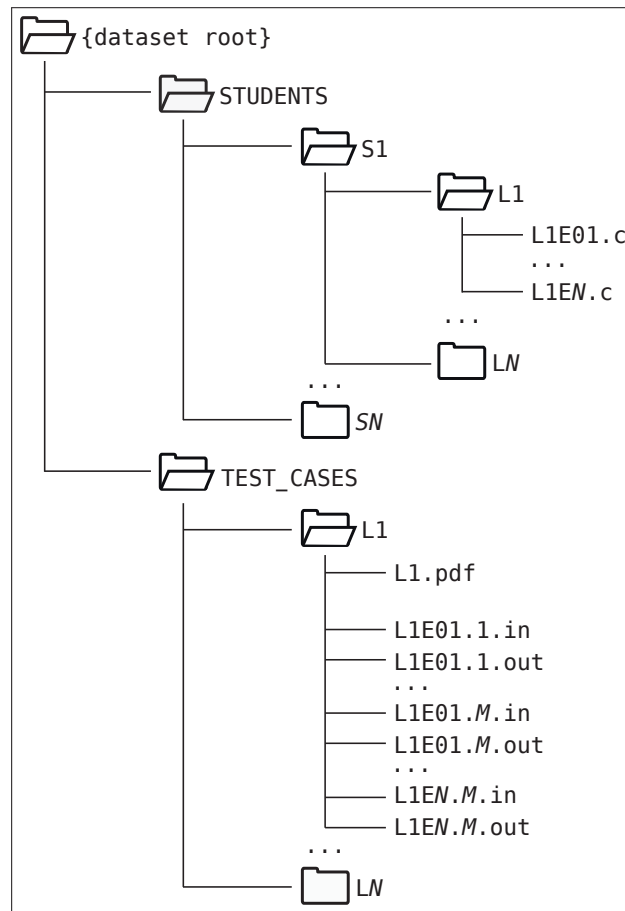 {dataset root}
STUDENTS
S1
L1
L1E01.c
...
L1EN.c
...
LN
...
SN
TEST_CASES
L1
L1.pdf
L1E01.1.in
L1E01.1.out
...
L1E01.M.in
L1E01.M.out
...
L1EN.M.in
L1EN.M.out
...
LN